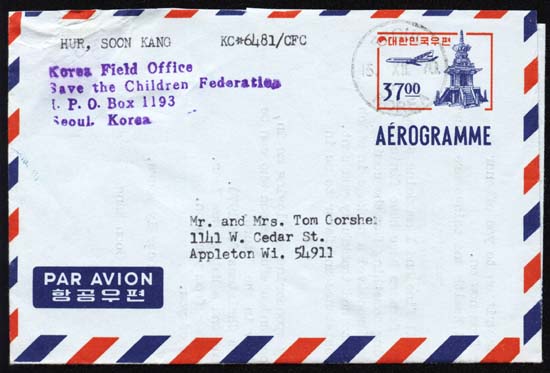 HUR, SOON KANG KC#6481/CFC
Korea Field Office
Save the Children Federation
I. P. O. Box 1193
Seoul, Korea
대한민국우편
37.00
AÉROGRAMME
Mr. and Mrs. Tom
1141 W. Cedar St.
Appleton Wi. 54911
PAR AVION
항공우편